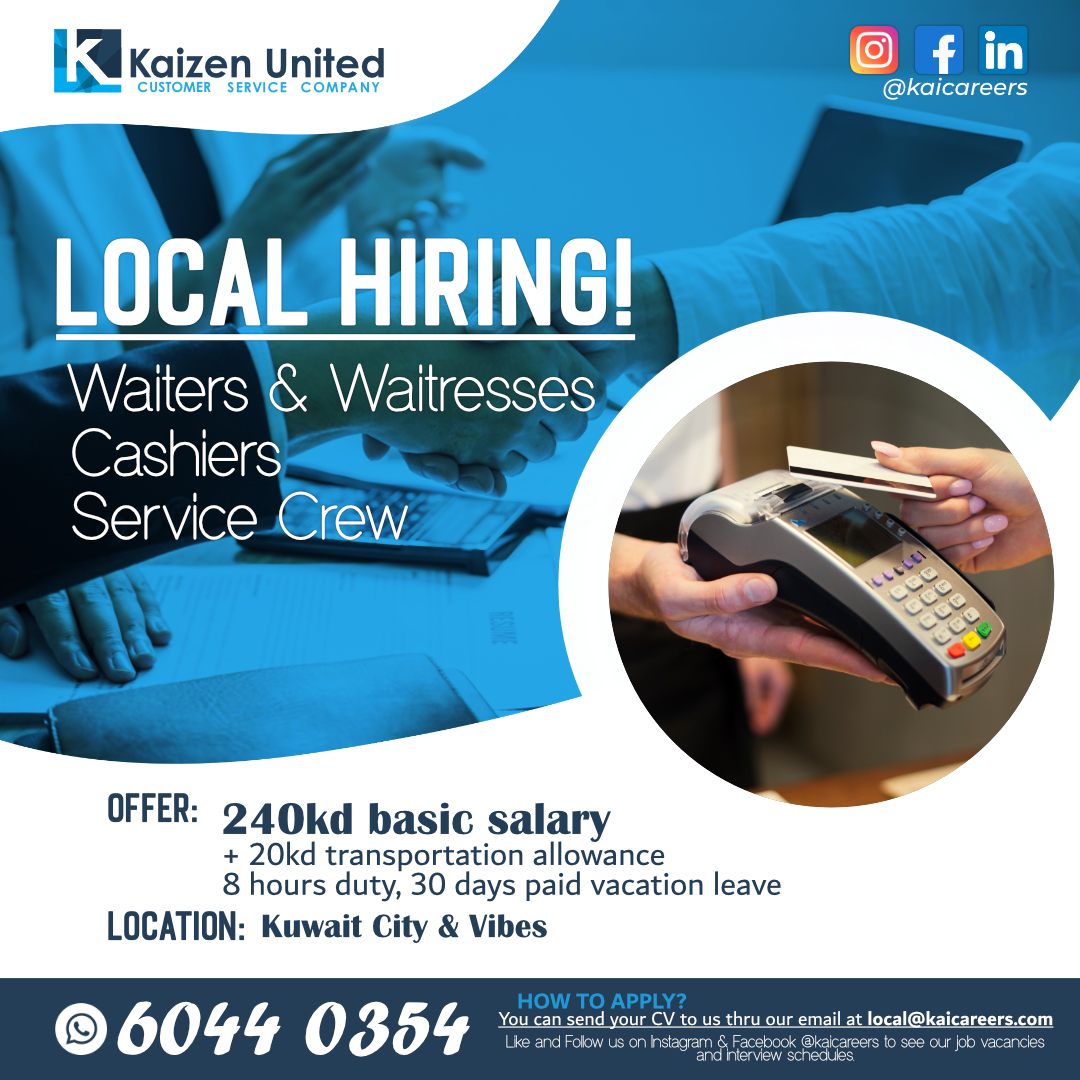 K Kaizen United
CUSTOMER SERVICE COMPANY
@kaicareers
LOCAL HIRING!
Waiters & Waitresses
Cashiers
Service Crew
RESUME
OFFER: 240kd basic salary
+ 20kd transportation allowance
8 hours duty, 30 days paid vacation leave
LOCATION: Kuwait City & Vibes
6044 0354
HOW TO APPLY?
You can send your CV to us thru our email at local@kaicareers.com
Like and Follow us on Instagram & Facebook @kaicareers to see our job vacancies
and interview schedules.